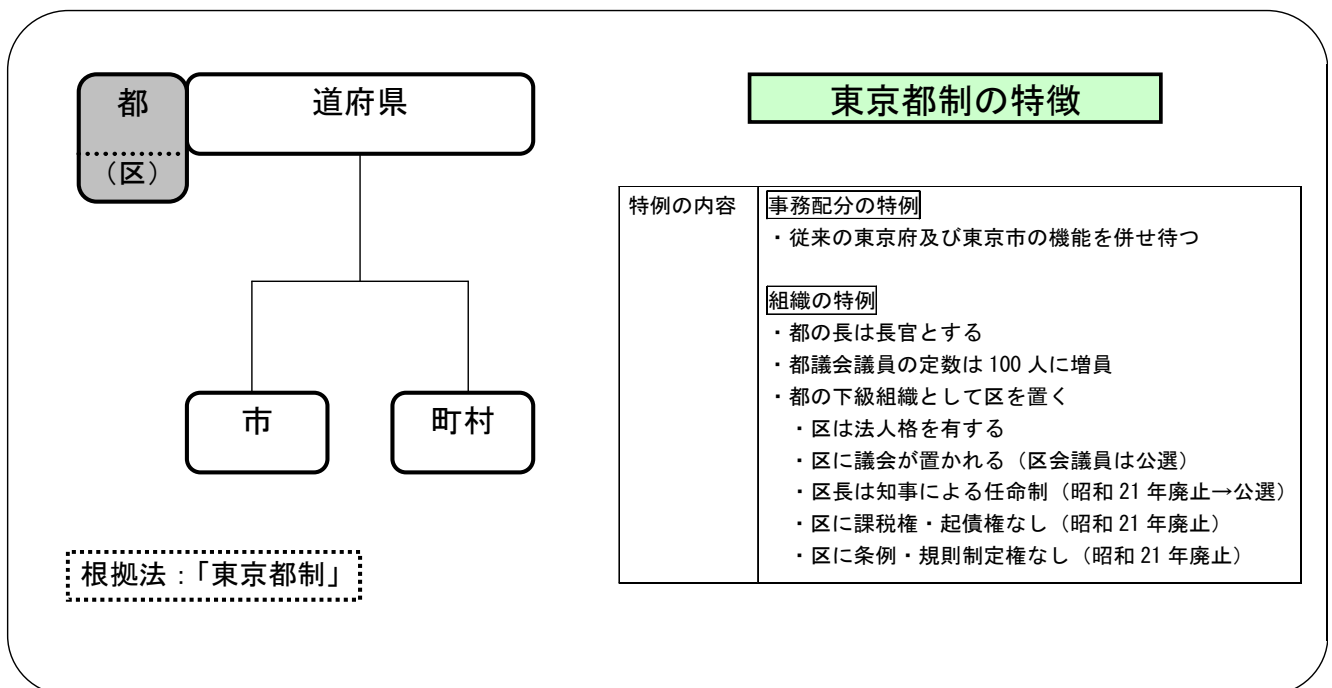 都
(区)
道府県
市
町村
根拠法:「東京都制」
東京都制の特徴
特例の内容
事務配分の特例
・従来の東京府及び東京市の機能を併せ待つ
組織の特例
・都の長は長官とする
・都議会議員の定数は 100 人に増員
・都の下級組織として区を置く
・区は法人格を有する
・区に議会が置かれる(区会議員は公選)
・区長は知事による任命制(昭和 21 年廃止→公選)
・区に課税権・起債権なし(昭和 21 年廃止)
・区に条例・規則制定権なし(昭和 21 年廃止)